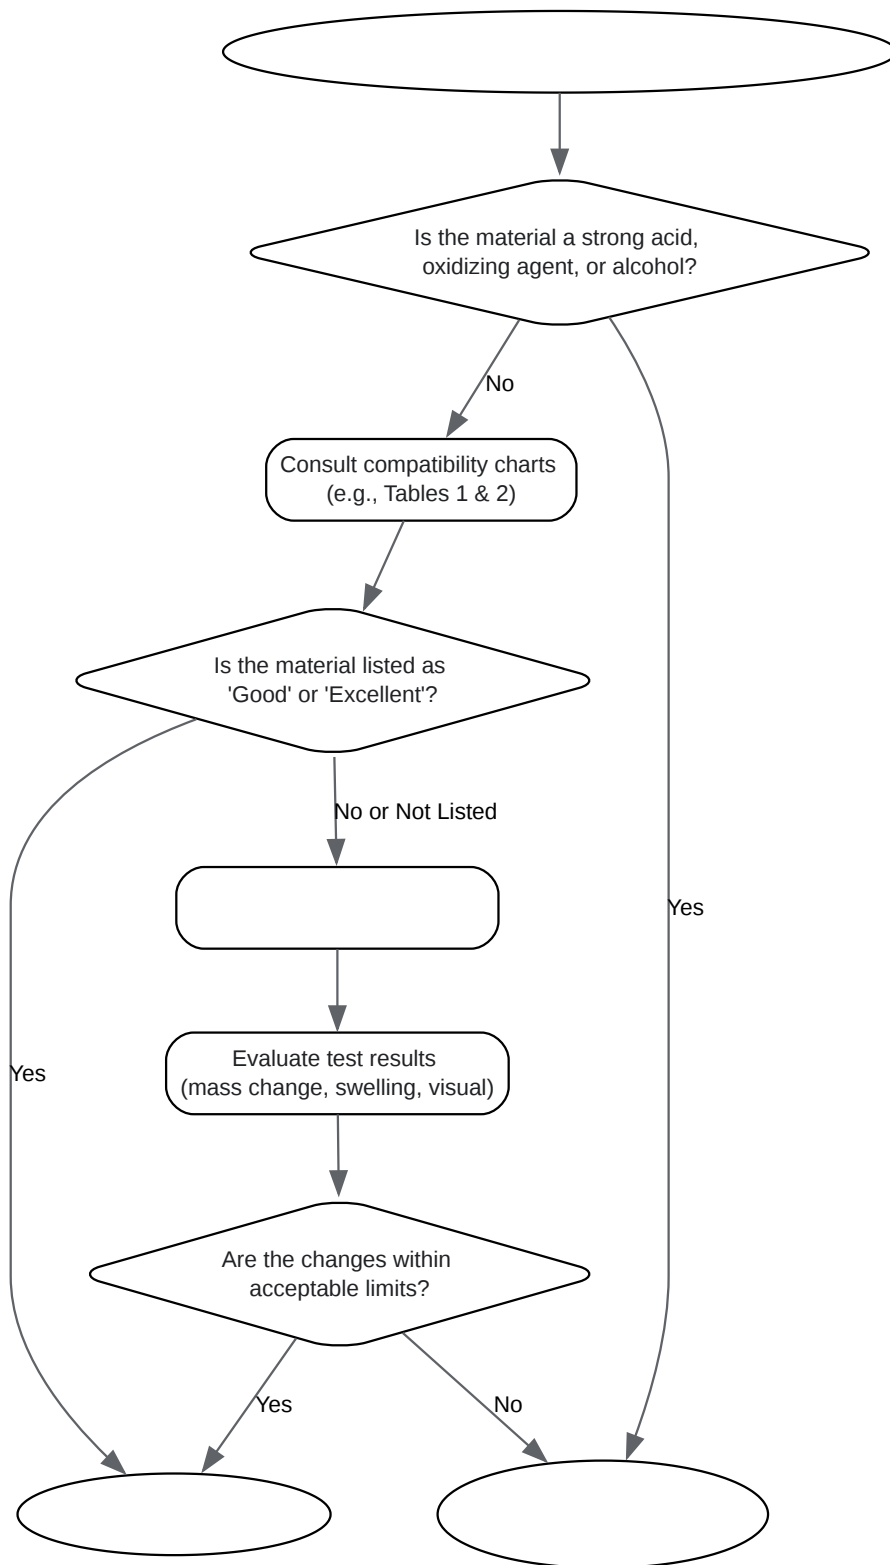 Is the material a strong acid,
oxidizing agent, or alcohol?
No
Consult compatibility charts
(e.g., Tables 1 & 2)
Is the material listed as
'Good' or 'Excellent'?
No or Not Listed
Yes
Evaluate test results
(mass change, swelling, visual)
Yes
Are the changes within
acceptable limits?
Yes
No